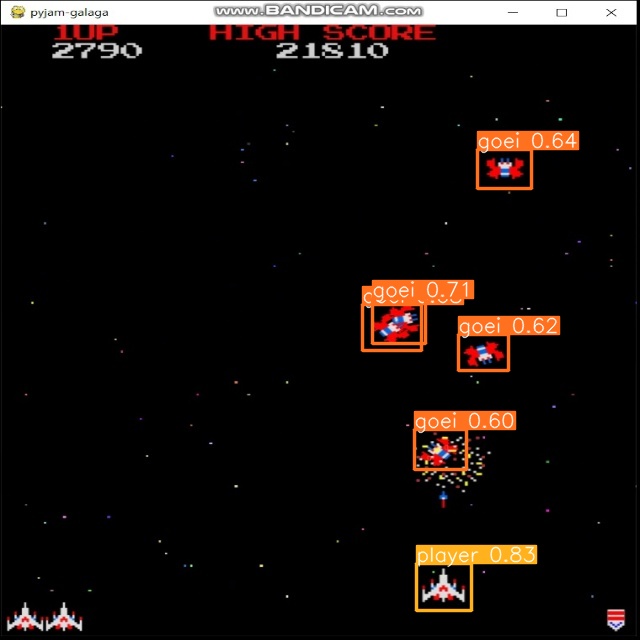 pyjam-galaga
www.BANDICAM.com
1UP HIGH SCORE
2790 21810
goei 0.64
goei 0.71
goei 0.62
goei 0.60
player 0.83